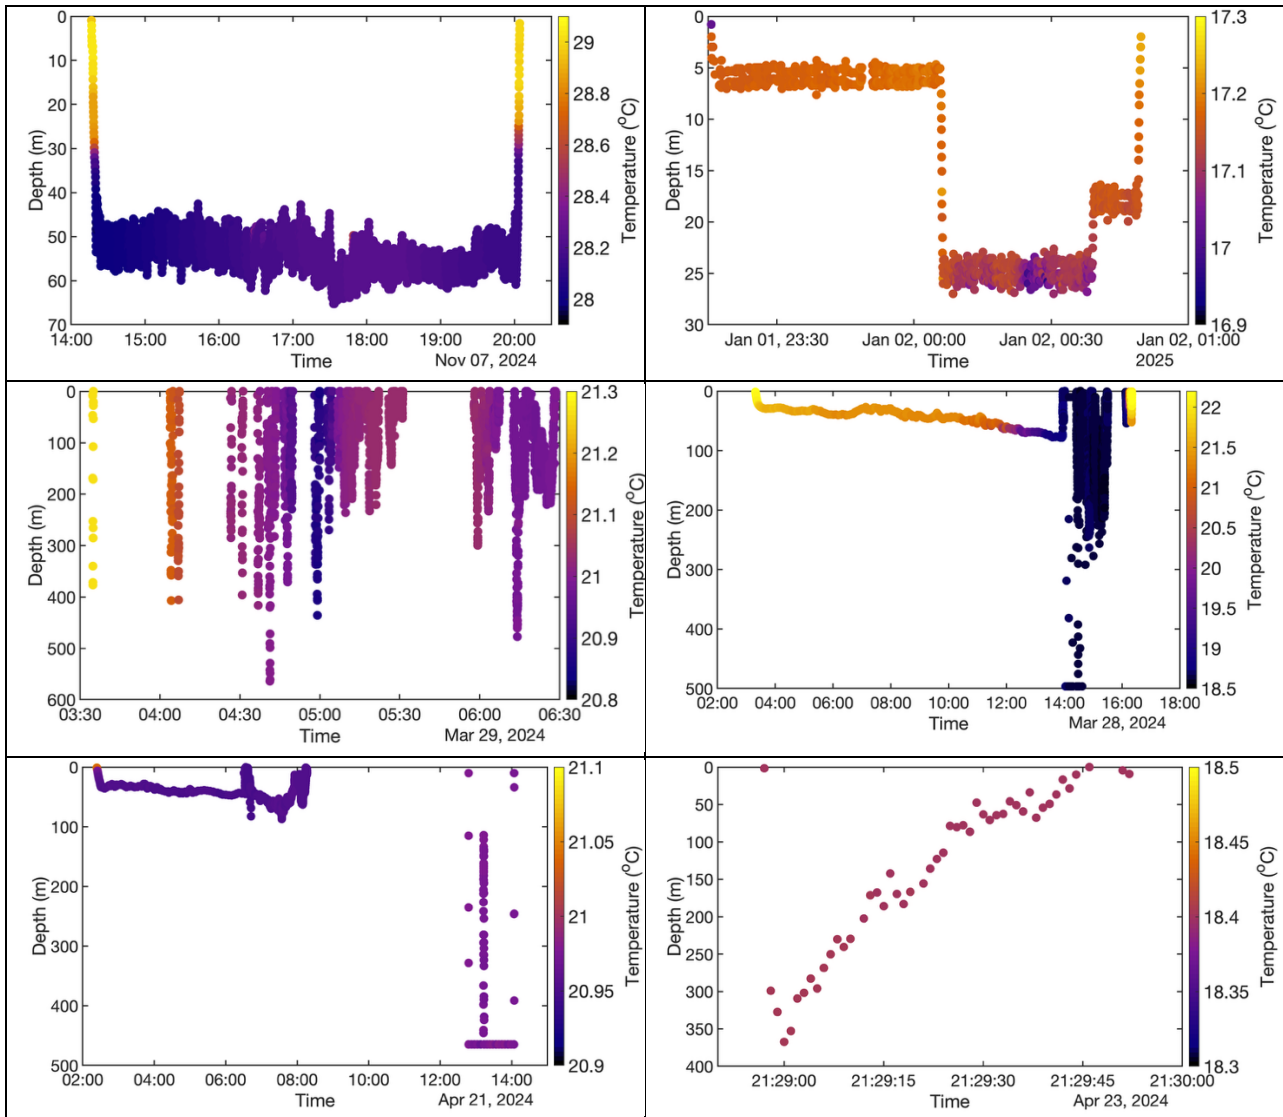 0
10
20
30
40
50
60
70
Depth (m)
14:00 15:00 16:00 17:00 18:00 19:00 20:00
Time
Nov 07, 2024
29
28.8
28.6
28.4
28.2
28
Temperature (°C)
0
5
10
15
20
25
30
Depth (m)
Jan 01, 23:30 Jan 02, 00:00 Jan 02, 00:30 Jan 02, 01:00
Time
2025
17.3
17.2
17.1
17
16.9
Temperature (°C)
0
100
200
300
400
500
600
Depth (m)
03:30 04:00 04:30 05:00 05:30 06:00 06:30
Time
Mar 29, 2024
21.3
21.2
21.1
21
20.9
20.8
Temperature (°C)
0
100
200
300
400
500
Depth (m)
02:00 04:00 06:00 08:00 10:00 12:00 14:00 16:00 18:00
Time
Mar 28, 2024
22
21.5
21
20.5
20
19.5
19
18.5
Temperature (°C)
0
100
200
300
400
500
Depth (m)
02:00 04:00 06:00 08:00 10:00 12:00 14:00
Time
Apr 21, 2024
21.1
21.05
21
20.95
20.9
Temperature (°C)
0
50
100
150
200
250
300
350
400
Depth (m)
21:29:00 21:29:15 21:29:30 21:29:45 21:30:00
Time
Apr 23, 2024
18.5
18.45
18.4
18.35
18.3
Temperature (°C)